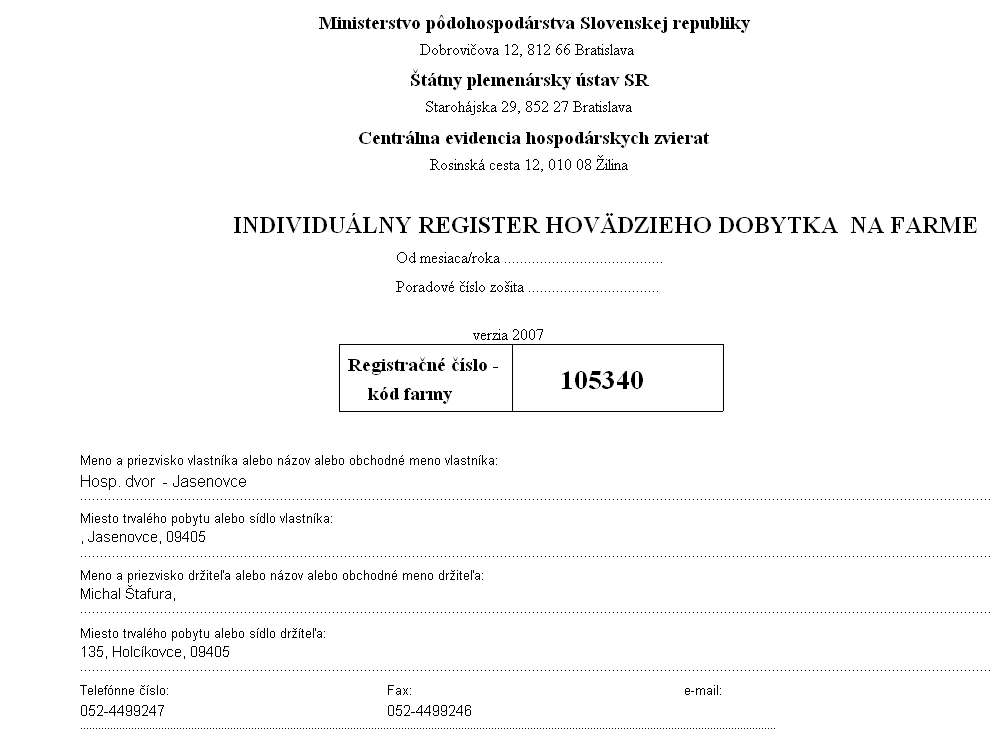 Ministerstvo pôdohospodárstva Slovenskej republiky
Dobrovičova 12, 812 66 Bratislava
Štátny plemenársky ústav SR
Starohájska 29, 852 27 Bratislava
Centrálna evidencia hospodárskych zvierat
Rosinská cesta 12, 010 08 Žilina
INDIVIDUÁLNY REGISTER HOVÄDZIEHO DOBYTKA NA FARME
Od mesiaca/roka ........................................
Poradové číslo zošita .................................
verzia 2007
Registračné číslo -
kód farmy
105340
Meno a priezvisko vlastníka alebo názov alebo obchodné meno vlastníka:
Hosp. dvor - Jasenovce
Miesto trvalého pobytu alebo sídlo vlastníka:
, Jasenovce, 09405
Meno a priezvisko držiteľa alebo názov alebo obchodné meno držiteľa:
Michal Štafura,
Miesto trvalého pobytu alebo sídlo držíteľa:
135, Holcíkovce, 09405
Telefónne číslo: Fax: e-mail:
052-4499247 052-4499246